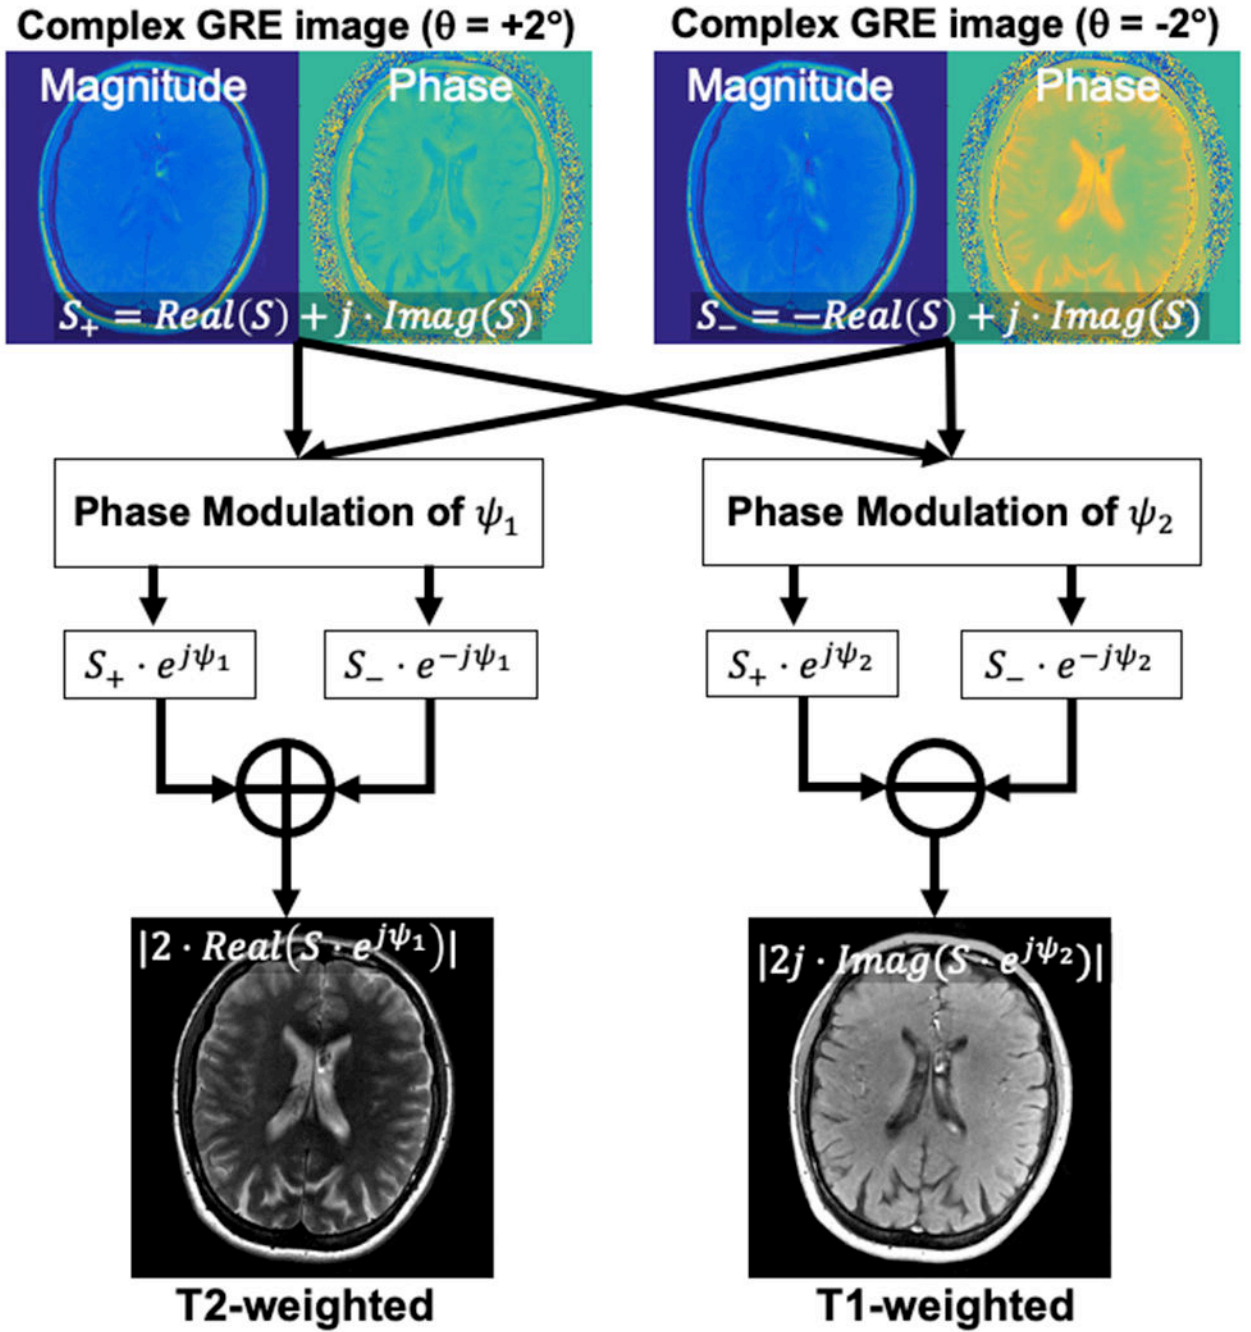 Complex GRE image (θ = +2°)
Complex GRE image (θ = -2°)
Magnitude
Phase
Magnitude
Phase
S₊ = Real(S) + j · Imag(S)
S₋ = −Real(S) + j · Imag(S)
Phase Modulation of ψ₁
Phase Modulation of ψ₂
S₊ · e^{jψ₁}
S₋ · e^{−jψ₁}
S₊ · e^{jψ₂}
S₋ · e^{−jψ₂}
|2 · Real(S · e^{jψ₁})|
|2j · Imag(S · e^{jψ₂})|
T2-weighted
T1-weighted